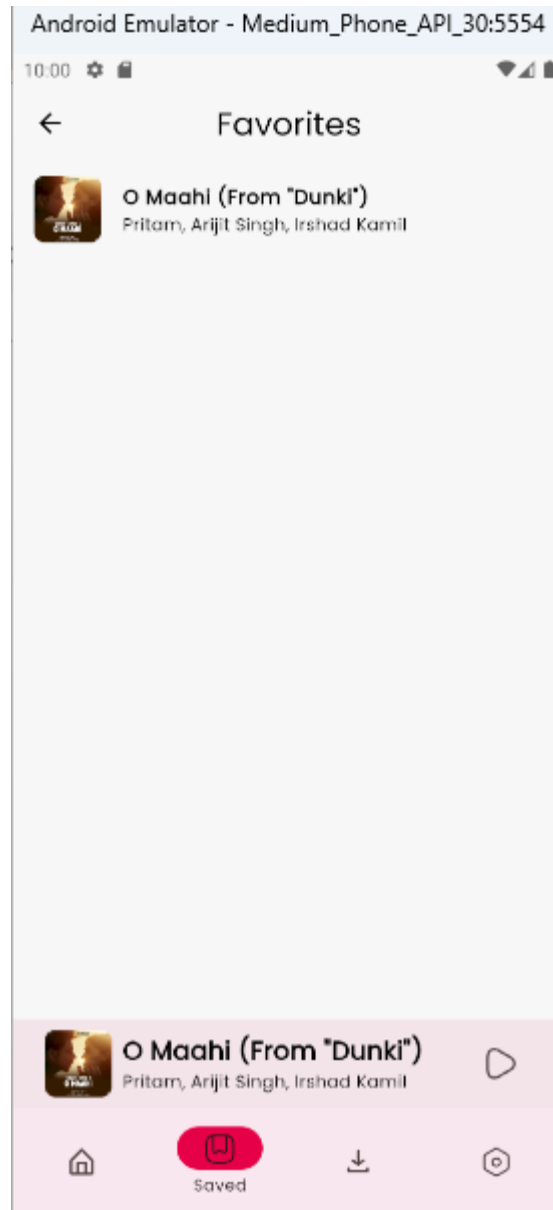 Android Emulator - Medium_Phone_API_30:5554
10:00
Favorites
O Maahi (From "Dunki")
Pritam, Arijit Singh, Irshad Kamil
O Maahi (From "Dunki")
Pritam, Arijit Singh, Irshad Kamil
Saved